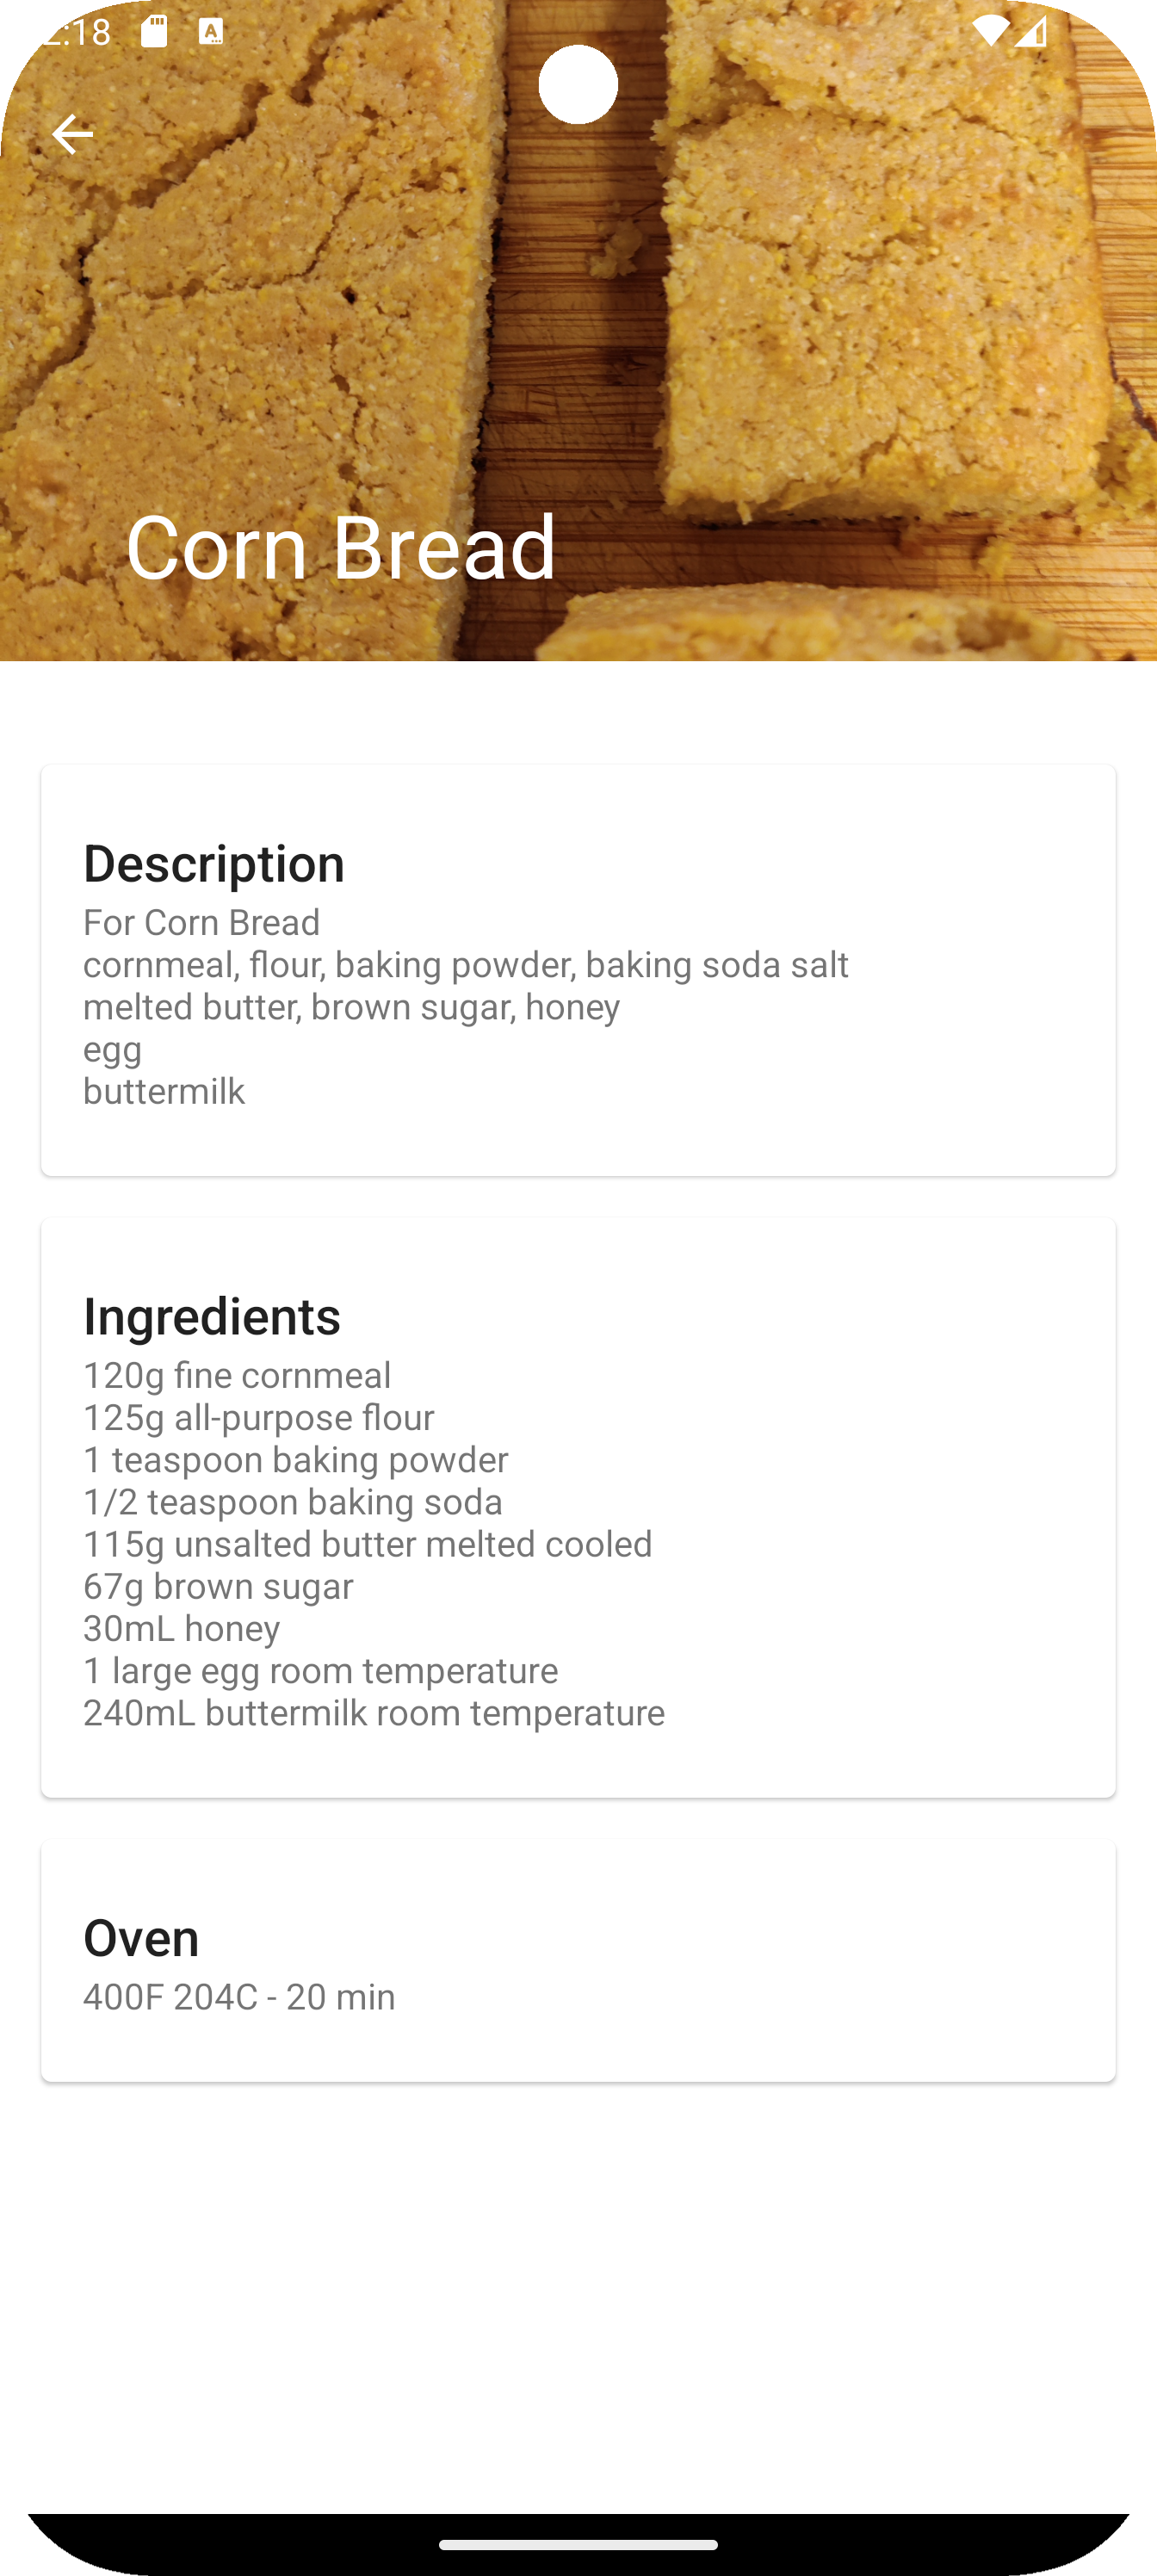 :18
Corn Bread
Description
For Corn Bread
cornmeal, flour, baking powder, baking soda salt
melted butter, brown sugar, honey
egg
buttermilk
Ingredients
120g fine cornmeal
125g all-purpose flour
1 teaspoon baking powder
1/2 teaspoon baking soda
115g unsalted butter melted cooled
67g brown sugar
30mL honey
1 large egg room temperature
240mL buttermilk room temperature
Oven
400F 204C - 20 min